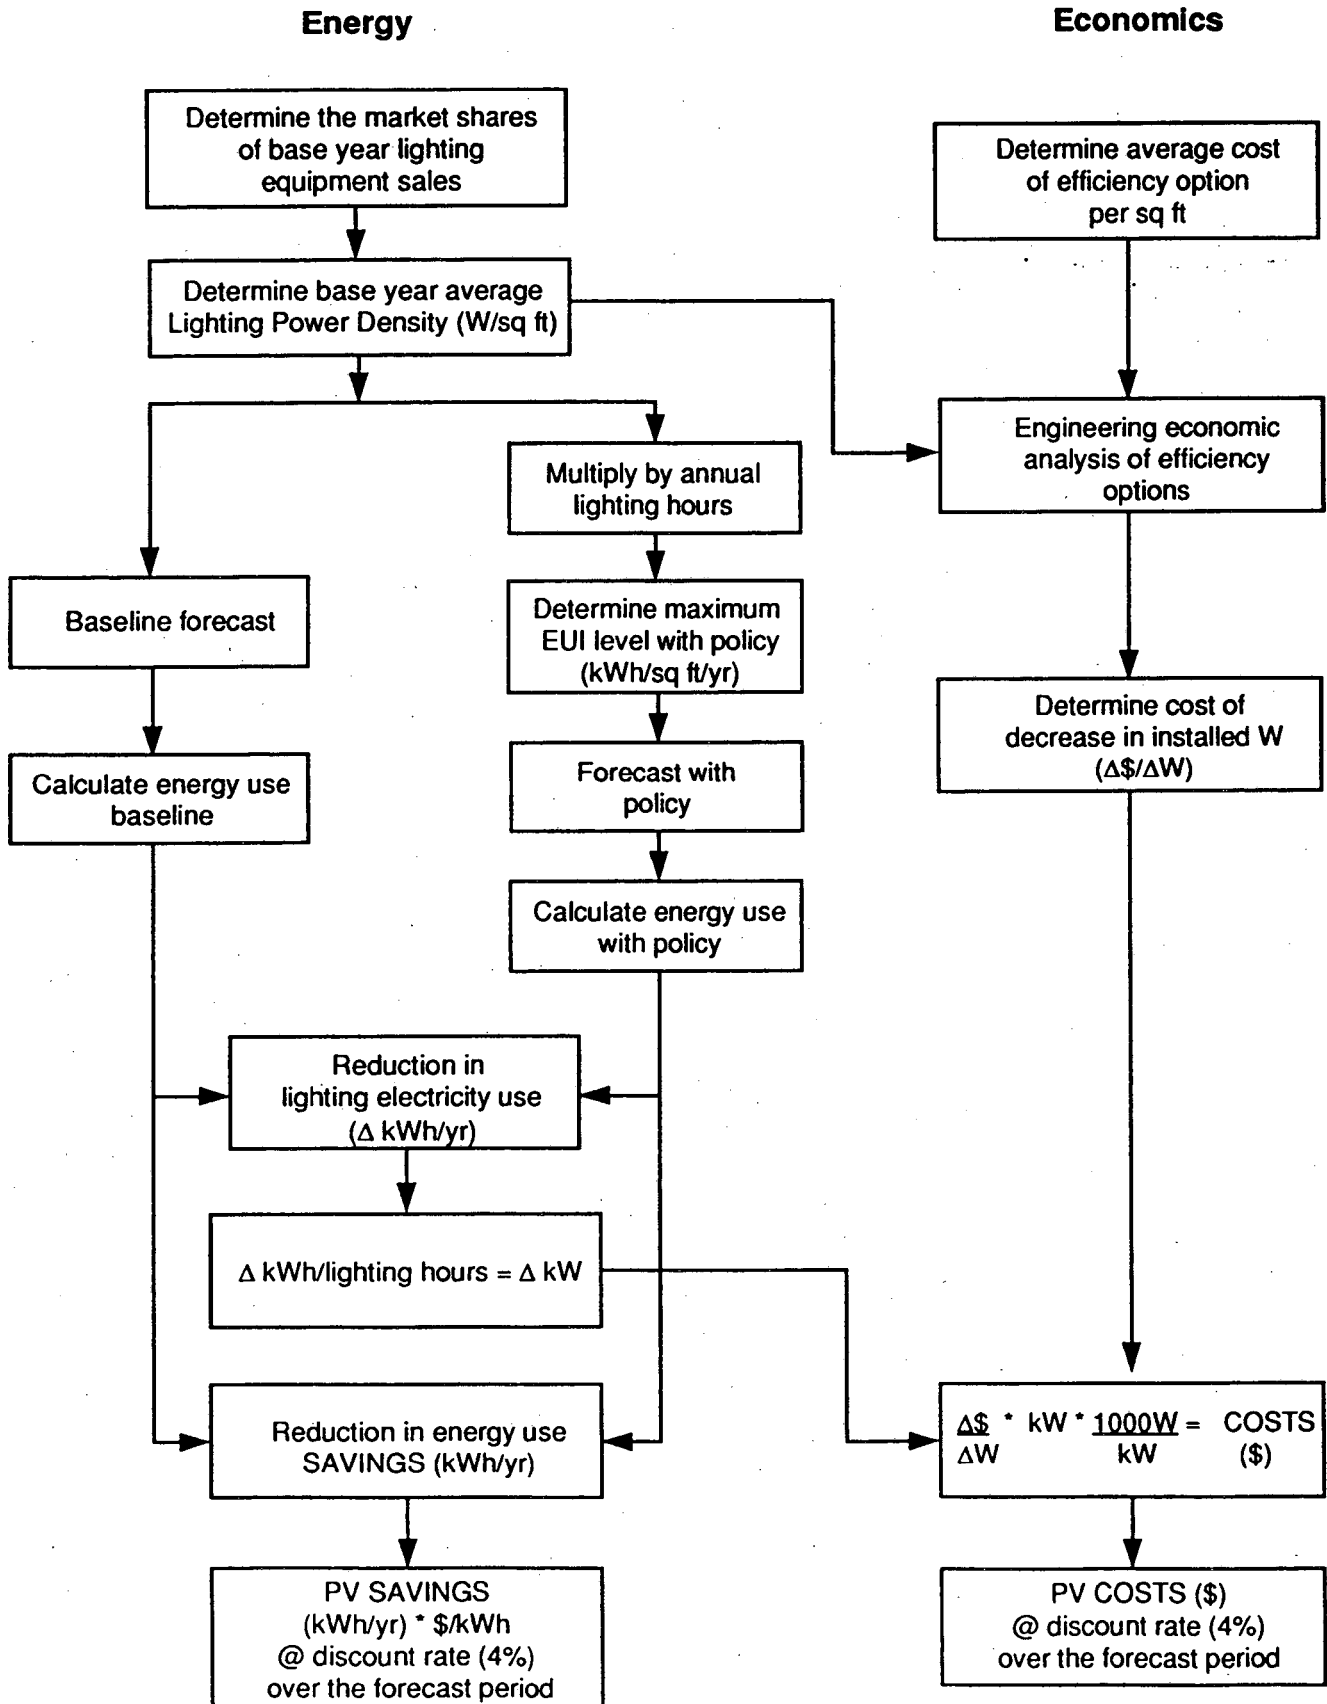 Energy
Economics
Determine the market shares
of base year lighting
equipment sales
Determine average cost
of efficiency option
per sq ft
Determine base year average
Lighting Power Density (W/sq ft)
Engineering economic
analysis of efficiency
options
Multiply by annual
lighting hours
Baseline forecast
Determine maximum
EUI level with policy
(kWh/sq ft/yr)
Determine cost of
decrease in installed W
(Δ$/ΔW)
Calculate energy use
baseline
Forecast with
policy
Calculate energy use
with policy
Reduction in
lighting electricity use
(Δ kWh/yr)
Δ kWh/lighting hours = Δ kW
Reduction in energy use
SAVINGS (kWh/yr)
Δ$ * kW * 1000W = COSTS
ΔW kW ($)
PV SAVINGS
(kWh/yr) * $/kWh
@ discount rate (4%)
over the forecast period
PV COSTS ($)
@ discount rate (4%)
over the forecast period